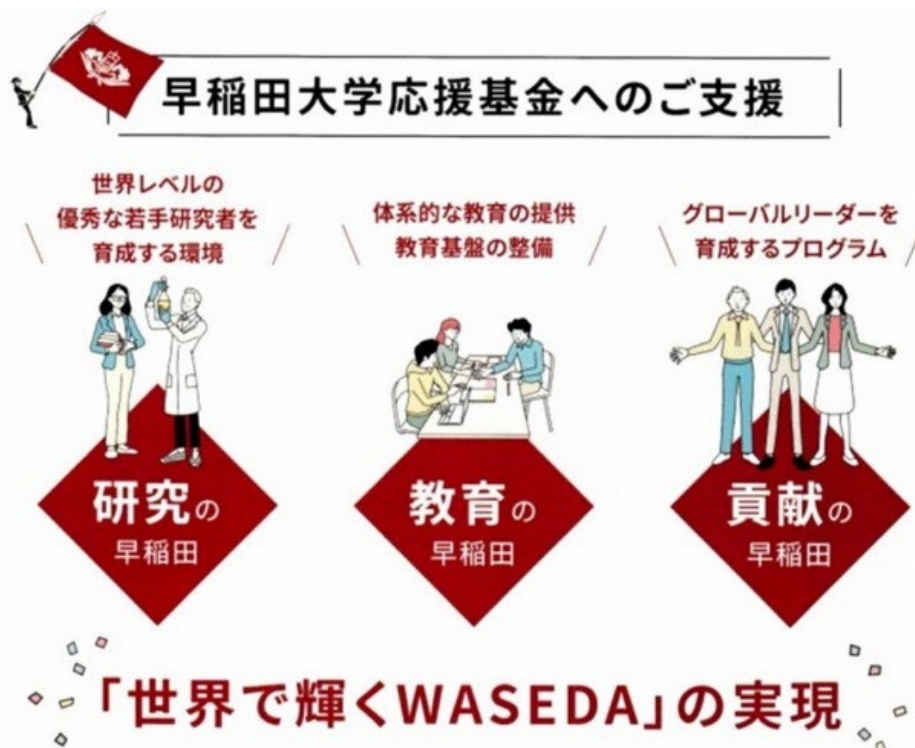 早稲田大学応援基金へのご支援
世界レベルの
優秀な若手研究者を
育成する環境
体系的な教育の提供
教育基盤の整備
グローバルリーダーを
育成するプログラム
研究の
早稲田
教育の
早稲田
貢献の
早稲田
「世界で輝くWASEDA」の実現